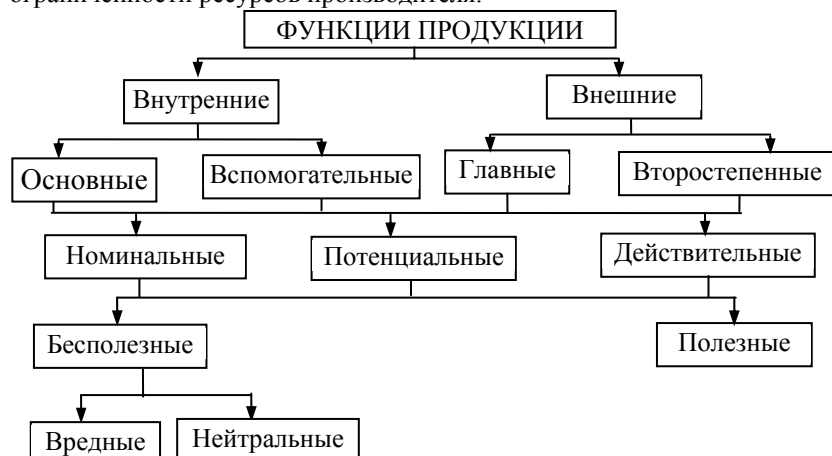 ограниченности ресурсов производителя.
ФУНКЦИИ ПРОДУКЦИИ
Внутренние
Внешние
Основные
Вспомогательные
Главные
Второстепенные
Номинальные
Потенциальные
Действительные
Бесполезные
Полезные
Вредные
Нейтральные